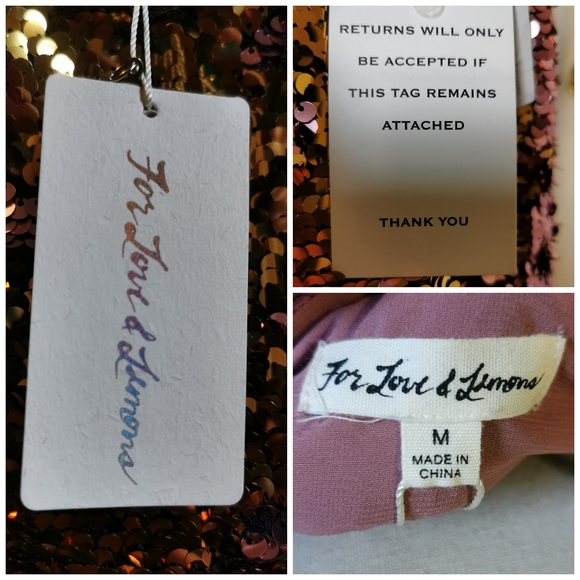 For Love & Lemons
RETURNS WILL ONLY
BE ACCEPTED IF
THIS TAG REMAINS
ATTACHED
THANK YOU
For Love & Lemons
M
MADE IN
CHINA